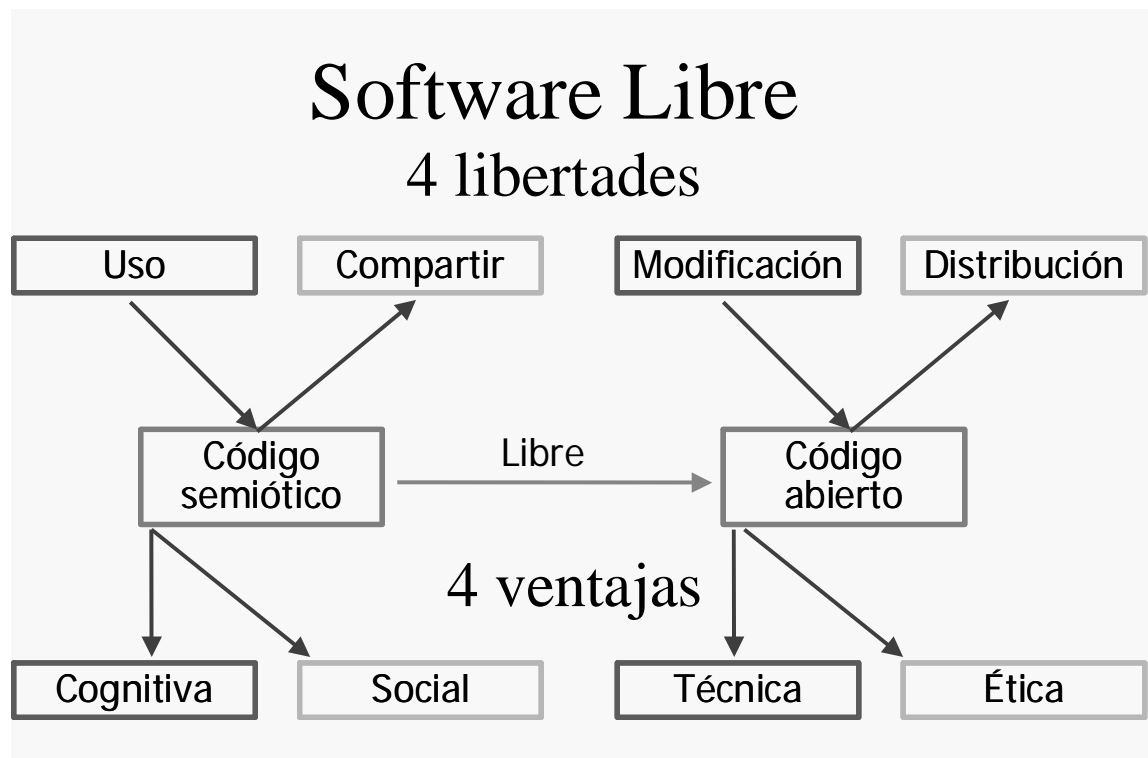 Software Libre
4 libertades
Uso
Compartir
Modificación
Distribución
Código
semiótico
Libre
Código
abierto
4 ventajas
Cognitiva
Social
Técnica
Ética